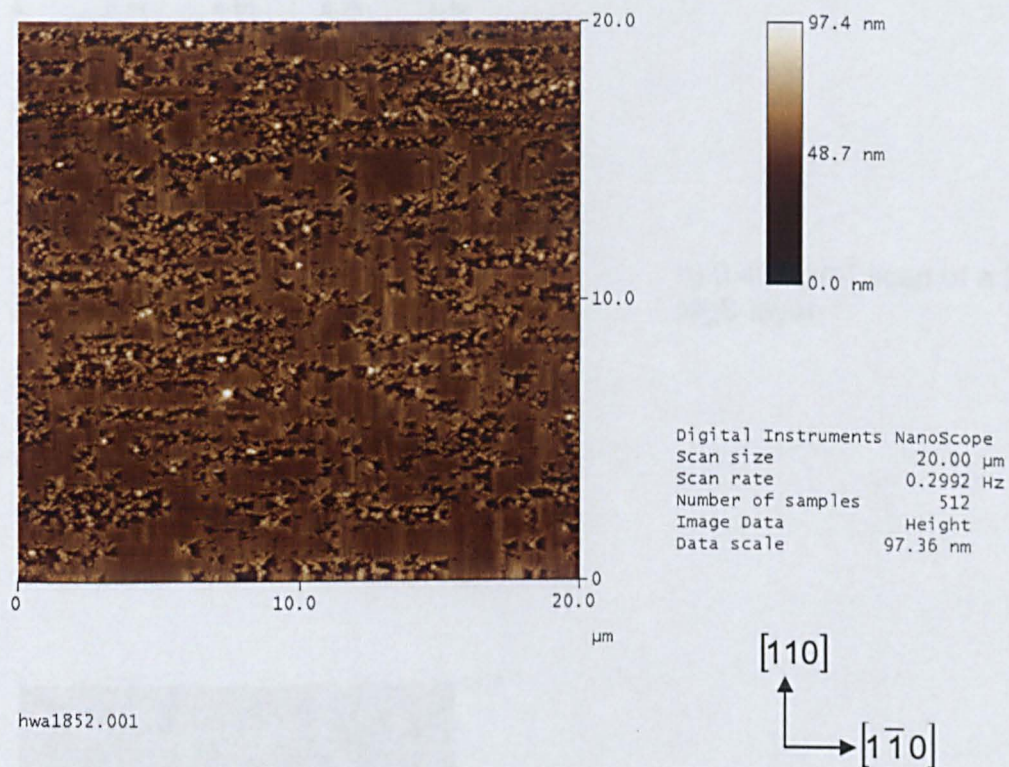 20.0
97.4 nm
48.7 nm
0.0 nm
10.0
0
0
10.0
20.0
µm
Digital Instruments NanoScope
Scan size 20.00 µm
Scan rate 0.2992 Hz
Number of samples 512
Image Data Height
Data scale 97.36 nm
[110]
[11̅0]
hwa1852.001